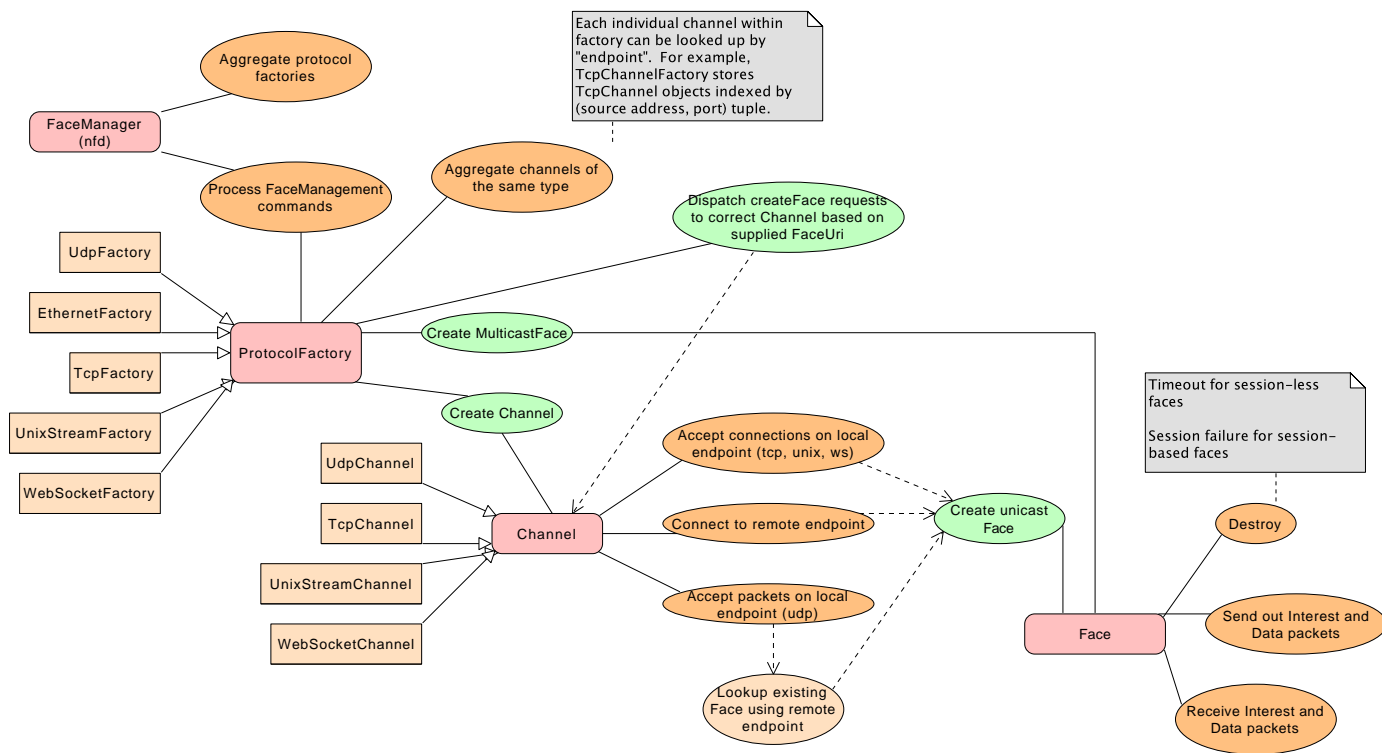 Each individual channel within
factory can be looked up by
"endpoint".  For example,
TcpChannelFactory stores
TcpChannel objects indexed by
(source address, port) tuple.
Aggregate protocol
factories
FaceManager
(nfd)
Aggregate channels of
the same type
Process FaceManagement
commands
Dispatch createFace requests
to correct Channel based on
supplied FaceUri
UdpFactory
EthernetFactory
TcpFactory
UnixStreamFactory
WebSocketFactory
ProtocolFactory
Create MulticastFace
Create Channel
Timeout for session-less
faces
Session failure for session-
based faces
UdpChannel
TcpChannel
UnixStreamChannel
WebSocketChannel
Channel
Accept connections on local
endpoint (tcp, unix, ws)
Connect to remote endpoint
Accept packets on local
endpoint (udp)
Lookup existing
Face using remote
endpoint
Create unicast
Face
Destroy
Face
Send out Interest and
Data packets
Receive Interest and
Data packets